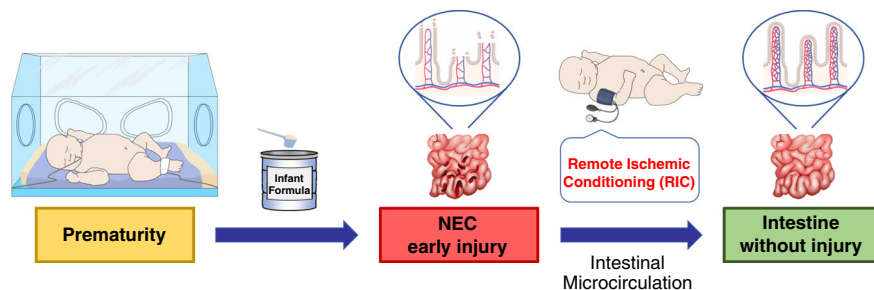 Infant
Formula
Remote Ischemic
Conditioning (RIC)
Prematurity
NEC
early injury
Intestinal
Microcirculation
Intestine
without injury